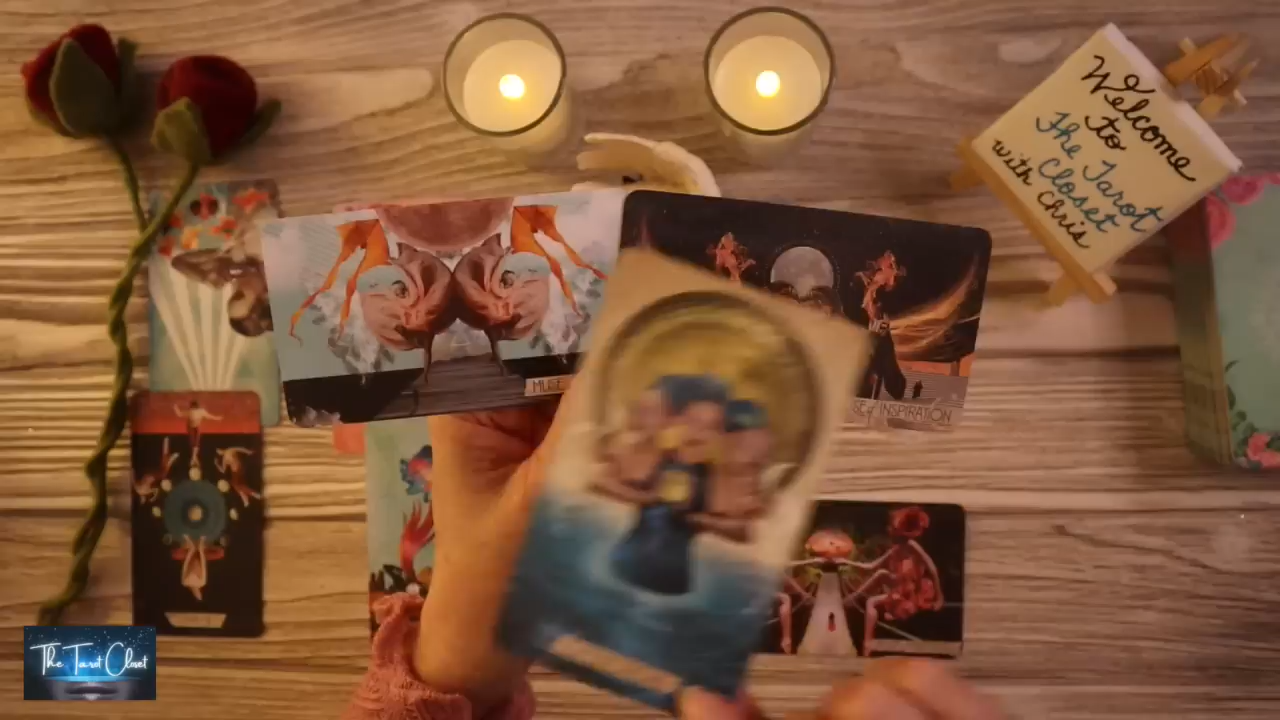 Welcome
to
The Tarot
Closet
with Chris
MUSE
OF INSPIRATION
The Tarot Closet